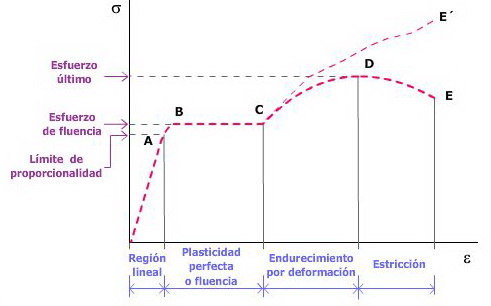 σ
E´
Esfuerzo
último
D
E
Esfuerzo
de fluencia
B
C
A
Límite de
proporcionalidad
ε
Región
lineal
Plasticidad
perfecta
o fluencia
Endurecimiento
por deformación
Estricción